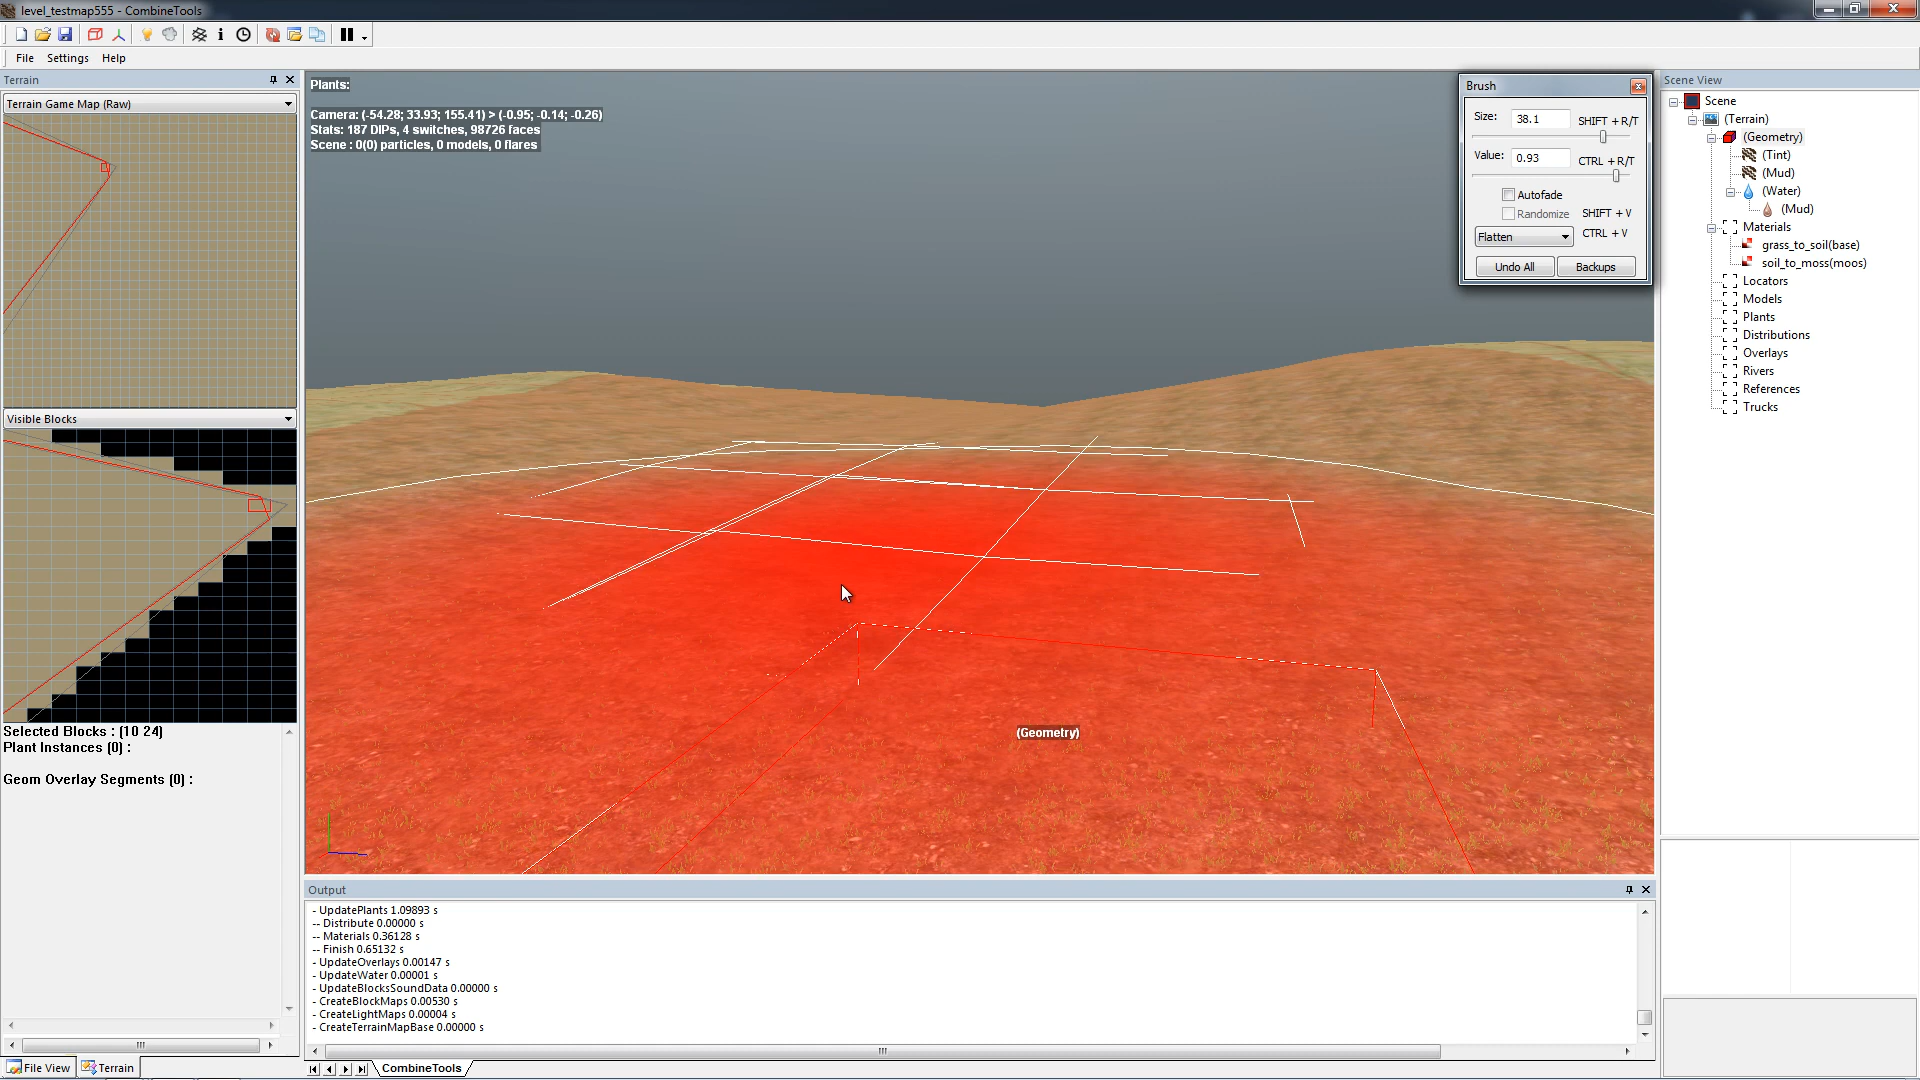 level_testmap555 - CombineTools
File Settings Help
Terrain
Terrain Game Map (Raw)
Visible Blocks
Selected Blocks : (10 24)
Plant Instances (0) :
Geom Overlay Segments (0) :
File View Terrain
Plants:
Camera: (-54.28; 33.93; 155.41) > (-0.95; -0.14; -0.26)
Stats: 187 DIPs, 4 switches, 98726 faces
Scene : 0(0) particles, 0 models, 0 flares
(Geometry)
Brush
Size: 38.1 SHIFT + R/T
Value: 0.93 CTRL + R/T
Autofade
Randomize SHIFT + V
Flatten CTRL + V
Undo All Backups
Output
- UpdatePlants 1.09893 s
-- Distribute 0.00000 s
-- Materials 0.36128 s
-- Finish 0.65132 s
- UpdateOverlays 0.00147 s
- UpdateWater 0.00001 s
- UpdateBlocksSoundData 0.00000 s
- CreateBlockMaps 0.00530 s
- CreateLightMaps 0.00004 s
- CreateTerrainMapBase 0.00000 s
CombineTools
Scene View
Scene
(Terrain)
(Geometry)
(Tint)
(Mud)
(Water)
(Mud)
Materials
grass_to_soil(base)
soil_to_moss(moos)
Locators
Models
Plants
Distributions
Overlays
Rivers
References
Trucks